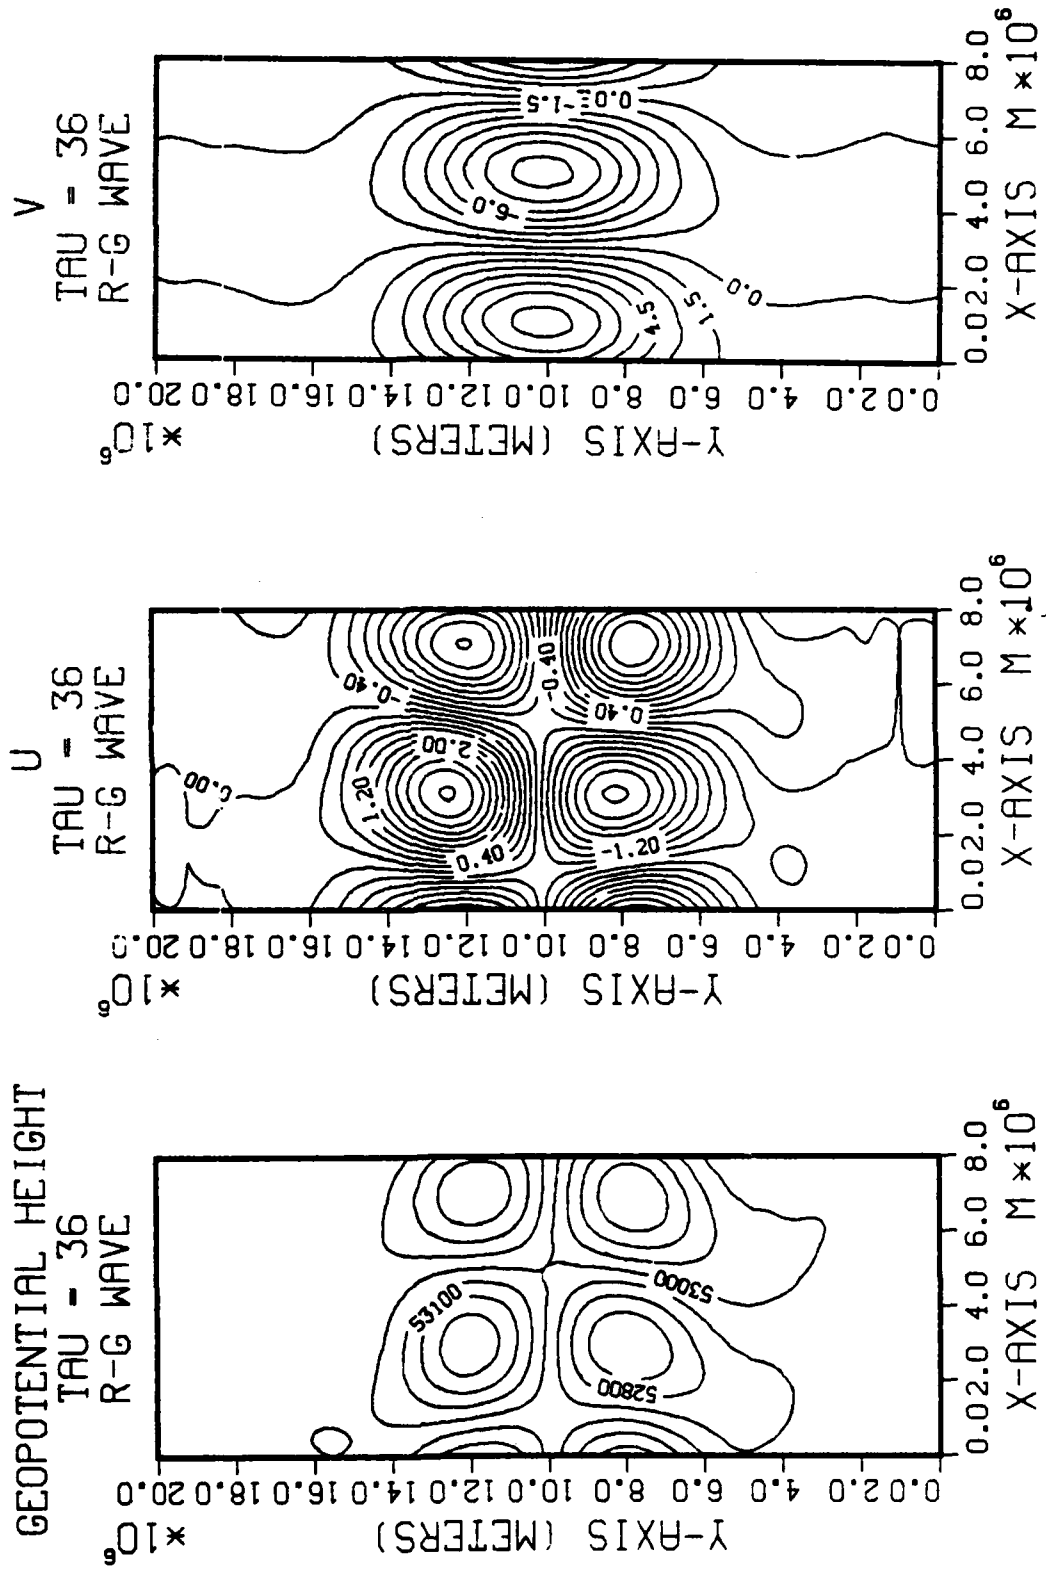 GEOPOTENTIAL HEIGHT
TAU = 36
R-G WAVE
53100
53000
52800
*10⁶
20.0
18.0
16.0
14.0
12.0
10.0
8.0
6.0
4.0
2.0
0.0
Y-AXIS (METERS)
0.0 2.0 4.0 6.0 8.0
X-AXIS M *10⁶
U
TAU = 36
R-G WAVE
0.00
-0.40
2.00
1.20
0.40
-0.40
0.40
-1.20
*10⁶
20.0
18.0
16.0
14.0
12.0
10.0
8.0
6.0
4.0
2.0
0.0
Y-AXIS (METERS)
0.0 2.0 4.0 6.0 8.0
X-AXIS M *10⁶
V
TAU = 36
R-G WAVE
-1.5
0.0
-6.0
4.5
1.5
0.0
*10⁶
20.0
18.0
16.0
14.0
12.0
10.0
8.0
6.0
4.0
2.0
0.0
Y-AXIS (METERS)
0.0 2.0 4.0 6.0 8.0
X-AXIS M *10⁶